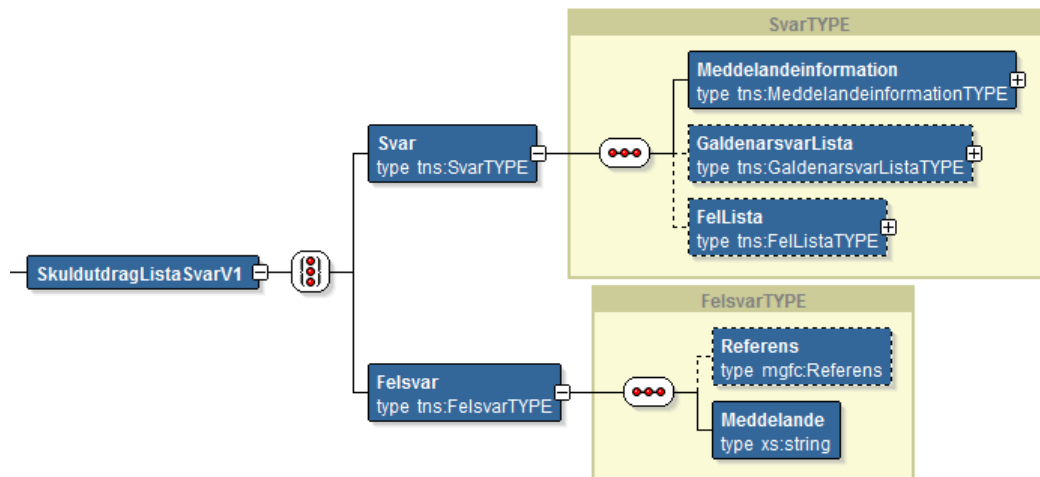 SvarTYPE
Meddelandeinformation
type tns:MeddelandeinformationTYPE
Svar
type tns:SvarTYPE
GaldenarsvarLista
type tns:GaldenarsvarListaTYPE
FelLista
type tns:FelListaTYPE
SkuldutdragListaSvarV1
FelsvarTYPE
Felsvar
type tns:FelsvarTYPE
Referens
type mgfc:Referens
Meddelande
type xs:string